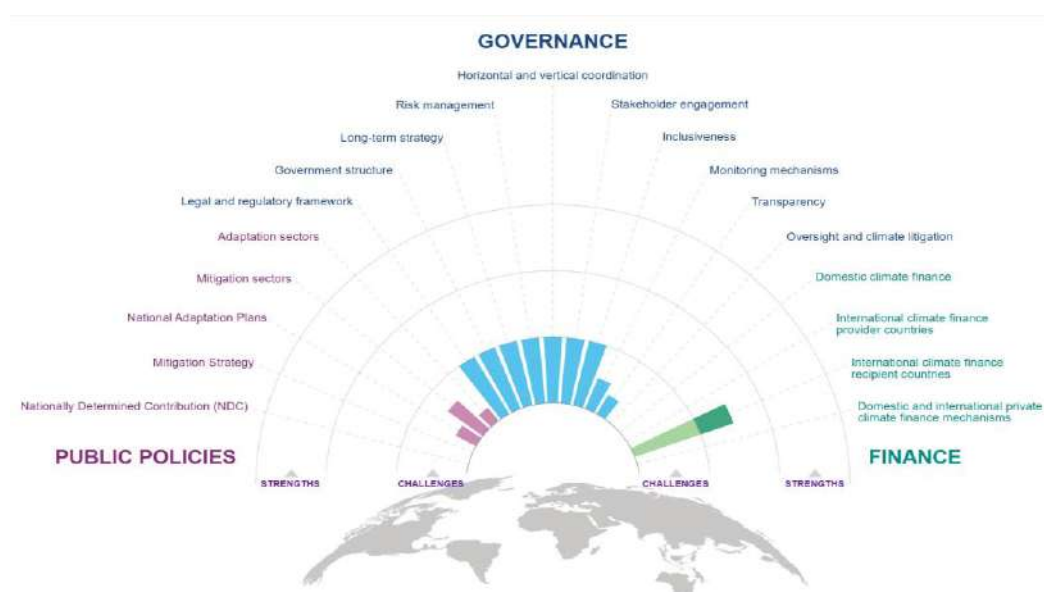 GOVERNANCE
Horizontal and vertical coordination
Risk management
Stakeholder engagement
Long-term strategy
Inclusiveness
Government structure
Monitoring mechanisms
Legal and regulatory framework
Transparency
Adaptation sectors
Oversight and climate litigation
Mitigation sectors
Domestic climate finance
National Adaptation Plans
International climate finance
provider countries
Mitigation Strategy
International climate finance
recipient countries
Nationally Determined Contribution (NDC)
Domestic and international private
climate finance mechanisms
PUBLIC POLICIES
FINANCE
STRENGTHS
CHALLENGES
CHALLENGES
STRENGTHS